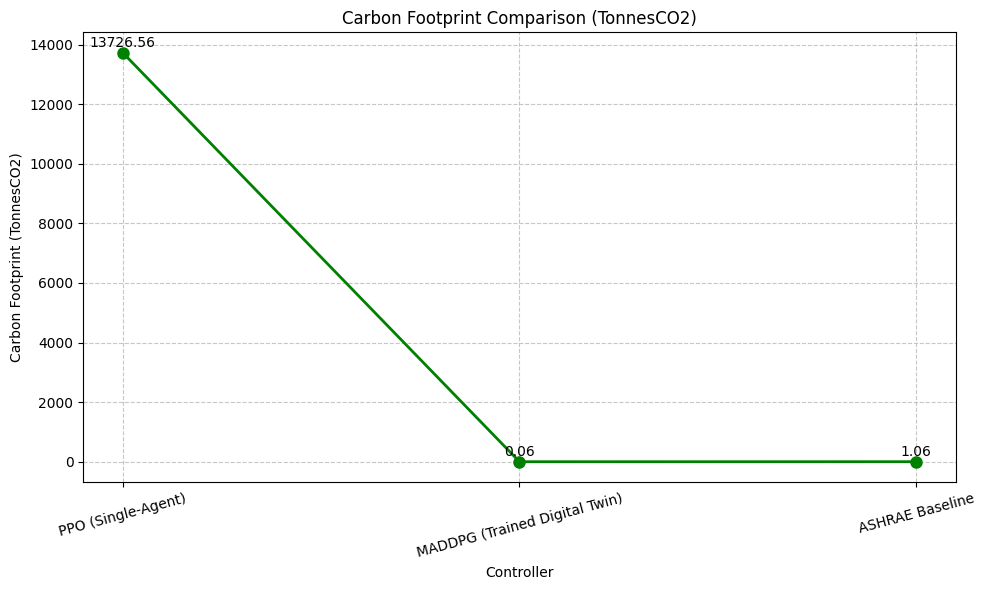 Carbon Footprint Comparison (TonnesCO2)
13726.56
14000
12000
10000
8000
6000
4000
2000
0
Carbon Footprint (TonnesCO2)
0.06
1.06
PPO (Single-Agent)
MADDPG (Trained Digital Twin)
ASHRAE Baseline
Controller